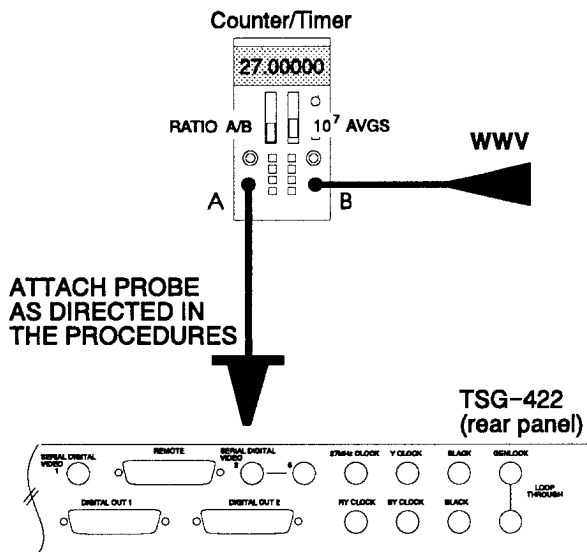 Counter/Timer
27.00000
RATIO A/B
10⁷ AVGS
WWV
A
B
ATTACH PROBE
AS DIRECTED IN
THE PROCEDURES
TSG-422
(rear panel)
SERIAL DIGITAL
VIDEO
1
REMOTE
SERIAL DIGITAL
VIDEO
2
27MHz CLOCK
Y CLOCK
BLACK
GENLOCK
LOOP
THROUGH
DIGITAL OUT 1
DIGITAL OUT 2
RY CLOCK
BY CLOCK
BLACK